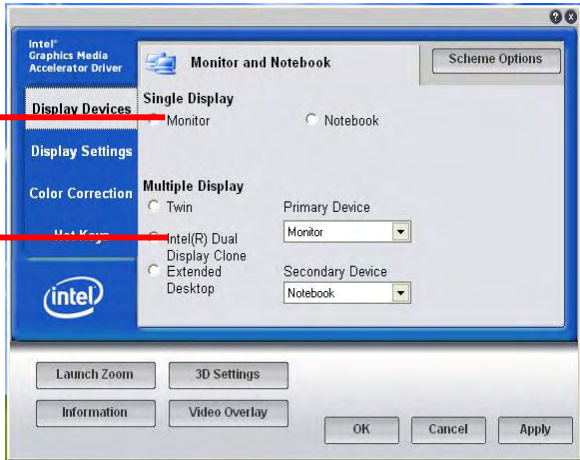 Intel®
Graphics Media
Accelerator Driver
Monitor and Notebook
Scheme Options
Display Devices
Display Settings
Color Correction
Hot Keys
Single Display
Monitor
Notebook
Multiple Display
Twin
Intel(R) Dual
Display Clone
Extended
Desktop
Primary Device
Monitor
Secondary Device
Notebook
intel
Launch Zoom
3D Settings
Information
Video Overlay
OK
Cancel
Apply